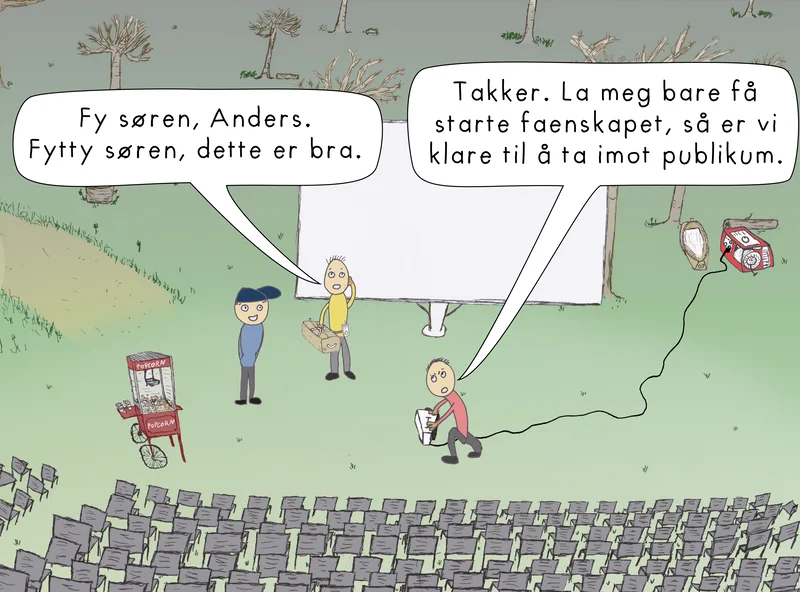 Fy søren, Anders.
Fytty søren, dette er bra.
Takker. La meg bare få
starte faenskapet, så er vi
klare til å ta imot publikum.
POPCORN
POPCORN